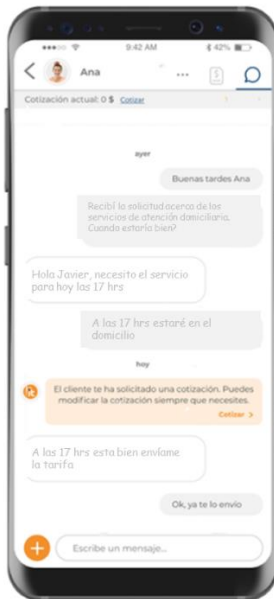 9:42 AM
42%
Ana
Cotización actual: 0 $ Cotizar
ayer
Buenas tardes Ana
Recibí la solicitud acerca de los
servicios de atención domiciliaria.
Cuando estaría bien?
Hola Javier, necesito el servicio
para hoy las 17 hrs
A las 17 hrs estaré en el
domicilio
hoy
El cliente te ha solicitado una cotización. Puedes
modificar la cotización siempre que necesites.
Cotizar >
A las 17 hrs esta bien envíame
la tarifa
Ok, ya te lo envio
Escribe un mensaje...